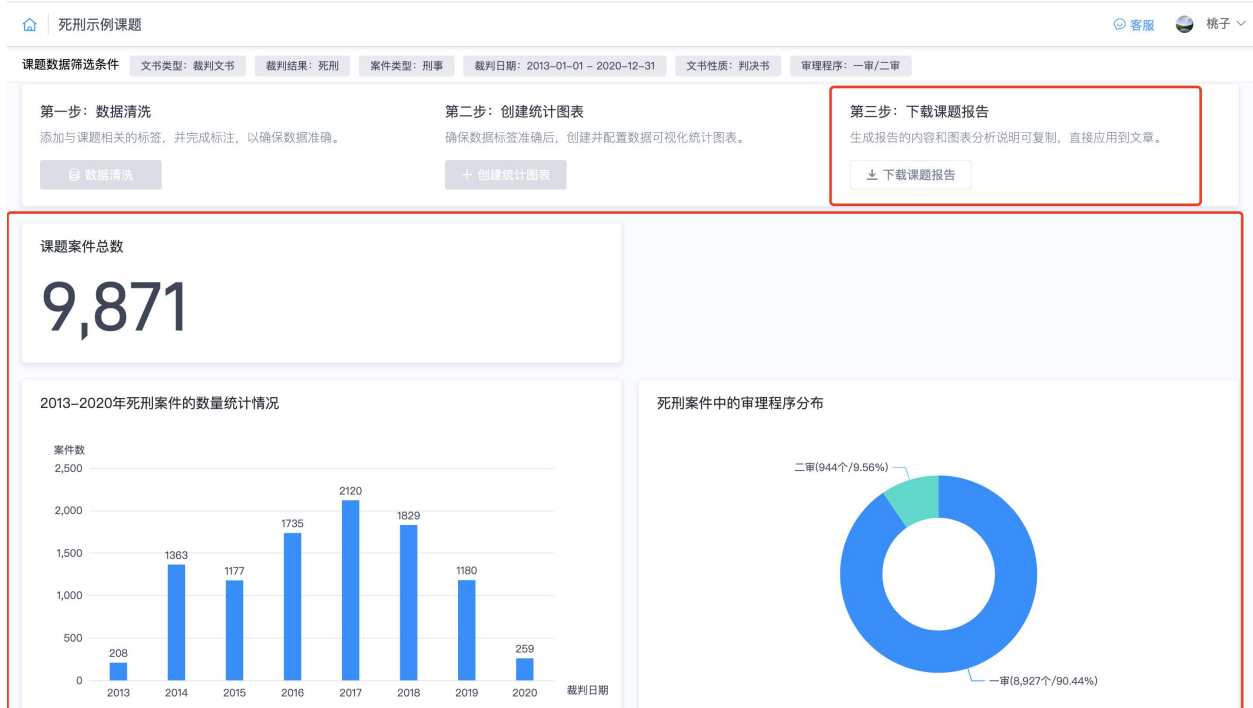 死刑示例课题
客服
桃子
课题数据筛选条件
文书类型：裁判文书
裁判结果：死刑
案件类型：刑事
裁判日期：2013-01-01 – 2020-12-31
文书性质：判决书
审理程序：一审/二审
第一步：数据清洗
添加与课题相关的标签，并完成标注，以确保数据准确。
数据清洗
第二步：创建统计图表
确保数据标签准确后，创建并配置数据可视化统计图表。
+ 创建统计图表
第三步：下载课题报告
生成报告的内容和图表分析说明可复制，直接应用到文章。
下载课题报告
课题案件总数
9,871
2013–2020年死刑案件的数量统计情况
案件数
2,500
2,000
1,500
1,000
500
0
208
1363
1177
1735
2120
1829
1180
259
2013
2014
2015
2016
2017
2018
2019
2020
裁判日期
死刑案件中的审理程序分布
二审(944个/9.56%)
一审(8,927个/90.44%)